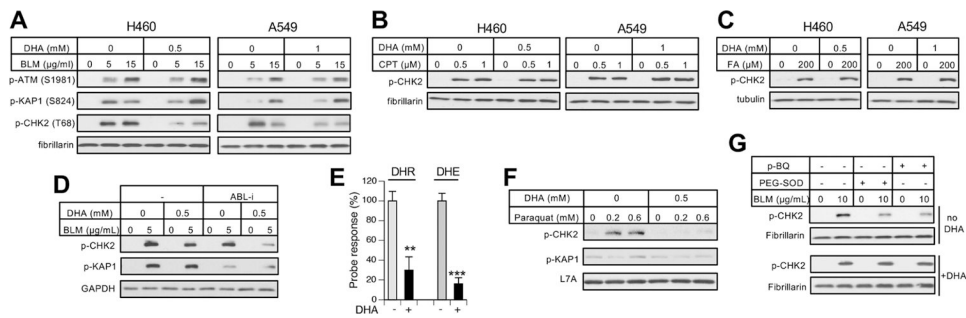 A
H460 A549
DHA (mM) 0 0.5 0 1
BLM (µg/ml) 0 5 15 0 5 15 0 5 15 0 5 15
p-ATM (S1981)
p-KAP1 (S824)
p-CHK2 (T68)
fibrillarin
B
H460 A549
DHA (mM) 0 0.5 0 1
CPT (µM) 0 0.5 1 0 0.5 1 0 0.5 1 0 0.5 1
p-CHK2
fibrillarin
C
H460 A549
DHA (mM) 0 0.5 0 1
FA (µM) 0 200 0 200 0 200 0 200
p-CHK2
tubulin
D
- ABL-i
DHA (mM) 0 0.5 0 0.5
BLM (µg/mL) 0 5 0 5 0 5 0 5
p-CHK2
p-KAP1
GAPDH
E
DHR DHE
Probe response (%)
120
100
80
60
40
20
0
** ***
DHA - + - +
F
DHA (mM) 0 0.5
Paraquat (mM) 0 0.2 0.6 0 0.2 0.6
p-CHK2
p-KAP1
L7A
G
p-BQ - - - - + +
PEG-SOD - - + + - -
BLM (µg/mL) 0 10 0 10 0 10
p-CHK2
Fibrillarin
no DHA
p-CHK2
Fibrillarin
+DHA